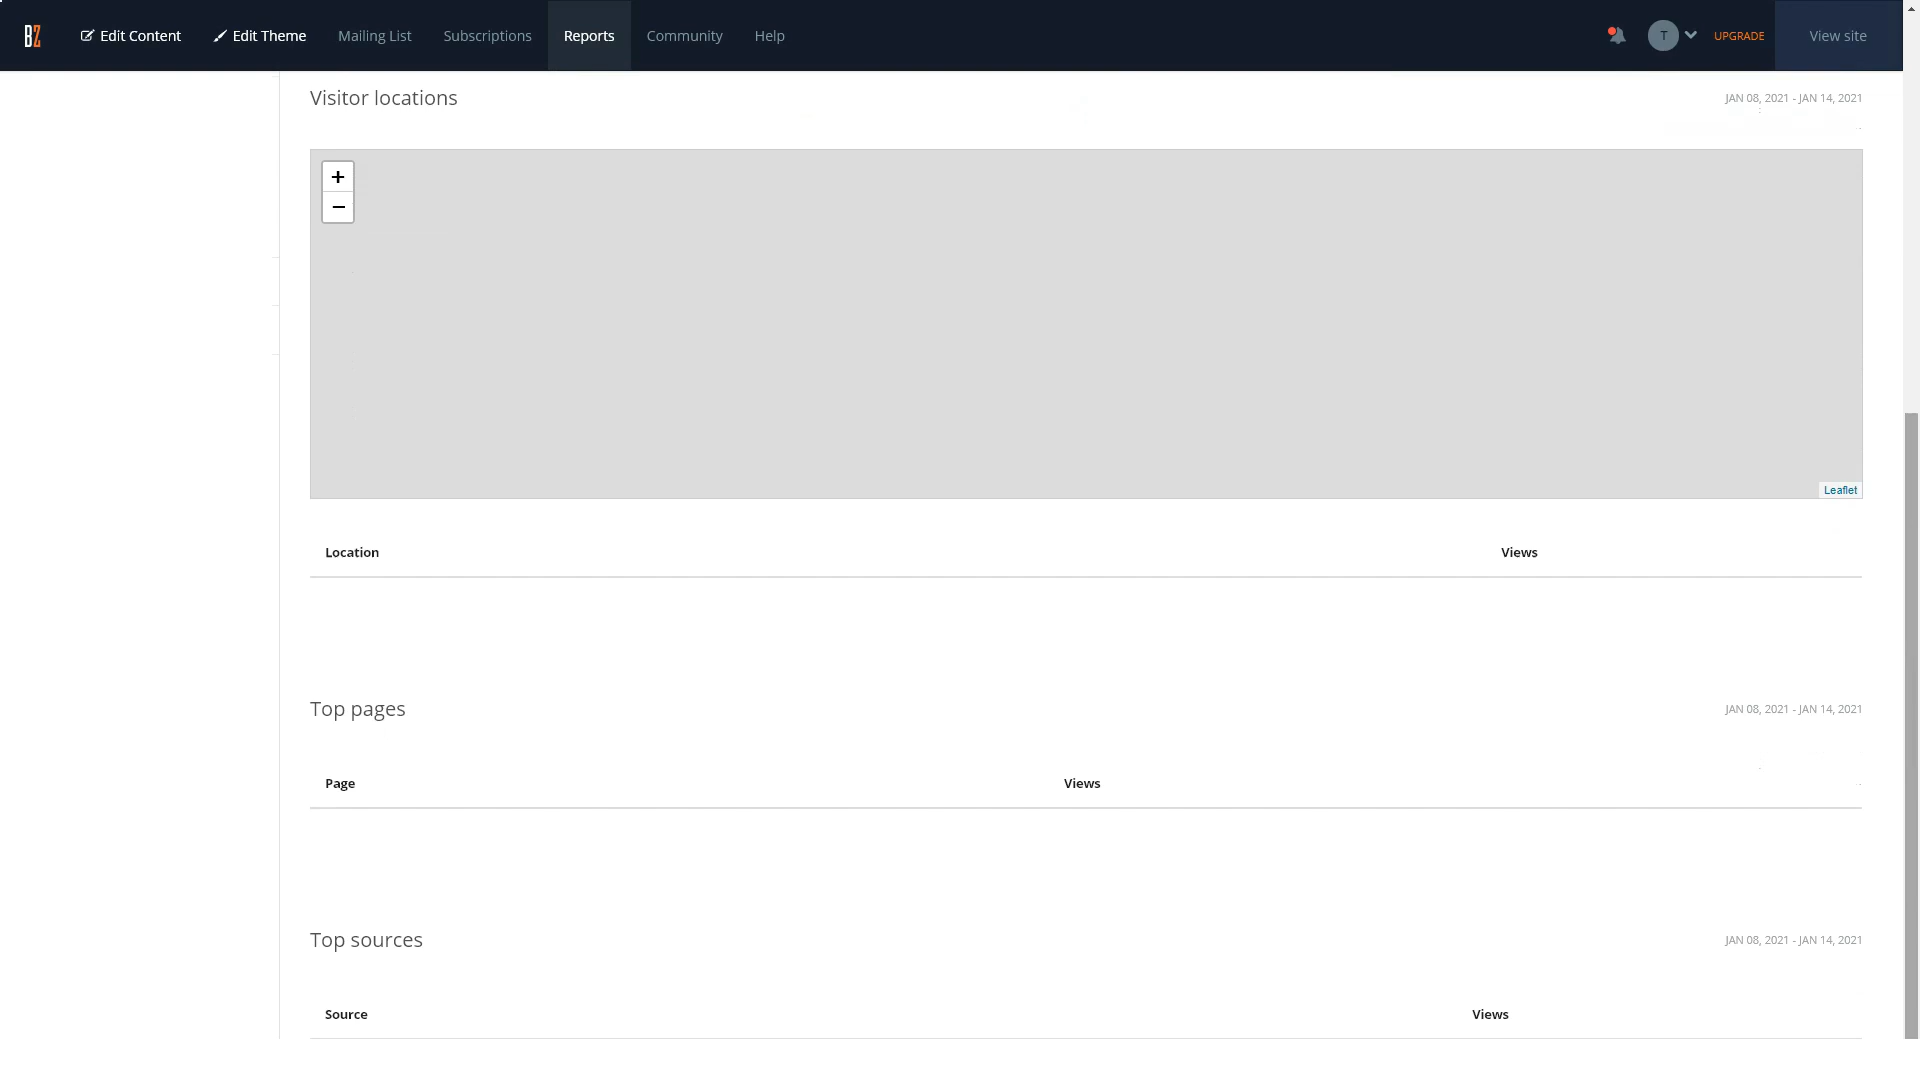 BZ Edit Content Edit Theme Mailing List Subscriptions Reports Community Help T UPGRADE View site
Visitor locations JAN 08, 2021 - JAN 14, 2021
+
−
Leaflet
Location Views
Top pages JAN 08, 2021 - JAN 14, 2021
Page Views
Top sources JAN 08, 2021 - JAN 14, 2021
Source Views